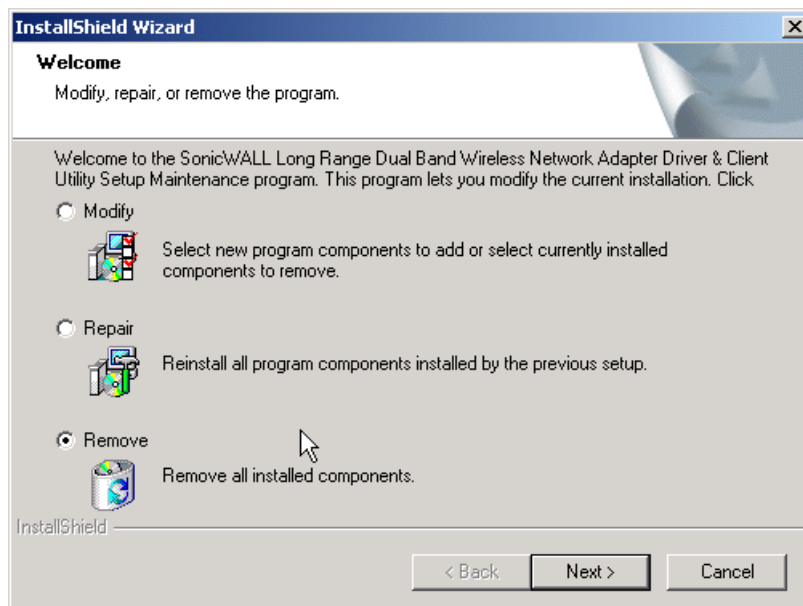 InstallShield Wizard
Welcome
Modify, repair, or remove the program.
Welcome to the SonicWALL Long Range Dual Band Wireless Network Adapter Driver & Client
Utility Setup Maintenance program. This program lets you modify the current installation. Click
Modify
Select new program components to add or select currently installed
components to remove.
Repair
Reinstall all program components installed by the previous setup.
Remove
Remove all installed components.
InstallShield
< Back Next > Cancel